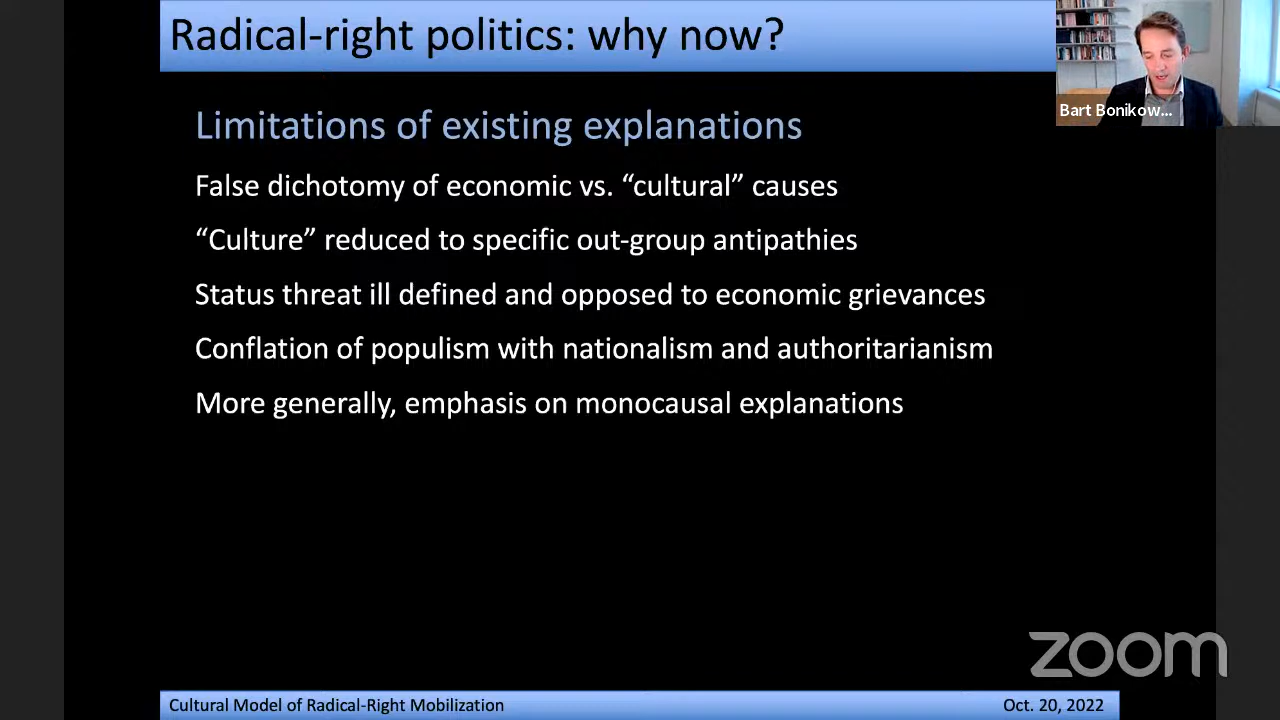 Radical-right politics: why now?
Bart Bonikow...
Limitations of existing explanations
False dichotomy of economic vs. “cultural” causes
“Culture” reduced to specific out-group antipathies
Status threat ill defined and opposed to economic grievances
Conflation of populism with nationalism and authoritarianism
More generally, emphasis on monocausal explanations
zoom
Cultural Model of Radical-Right Mobilization
Oct. 20, 2022